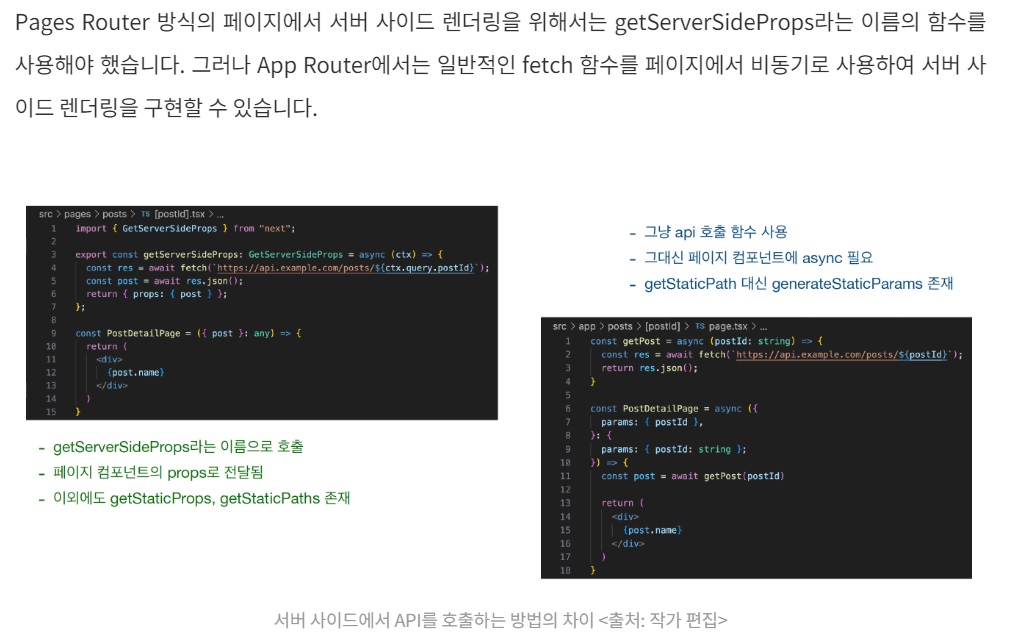 Pages Router 방식의 페이지에서 서버 사이드 렌더링을 위해서는 getServerSideProps라는 이름의 함수를
사용해야 했습니다. 그러나 App Router에서는 일반적인 fetch 함수를 페이지에서 비동기로 사용하여 서버 사
이드 렌더링을 구현할 수 있습니다.
src > pages > posts > TS [postId].tsx > ...
1 import { GetServerSideProps } from "next";
2
3 export const getServerSideProps: GetServerSideProps = async (ctx) => {
4 const res = await fetch(`https://api.example.com/posts/${ctx.query.postId}`);
5 const post = await res.json();
6 return { props: { post } };
7 };
8
9 const PostDetailPage = ({ post }: any) => {
10 return (
11 <div>
12 {post.name}
13 </div>
14 )
15 }
- getServerSideProps라는 이름으로 호출
- 페이지 컴포넌트의 props로 전달됨
- 이외에도 getStaticProps, getStaticPaths 존재
- 그냥 api 호출 함수 사용
- 그대신 페이지 컴포넌트에 async 필요
- getStaticPath 대신 generateStaticParams 존재
src > app > posts > [postId] > TS page.tsx > ...
1 const getPost = async (postId: string) => {
2 const res = await fetch(`https://api.example.com/posts/${postId}`);
3 return res.json();
4 }
5
6 const PostDetailPage = async ({
7 params: { postId },
8 }: {
9 params: { postId: string };
10 }) => {
11 const post = await getPost(postId)
12
13 return (
14 <div>
15 {post.name}
16 </div>
17 )
18 }
서버 사이드에서 API를 호출하는 방법의 차이 <출처: 작가 편집>